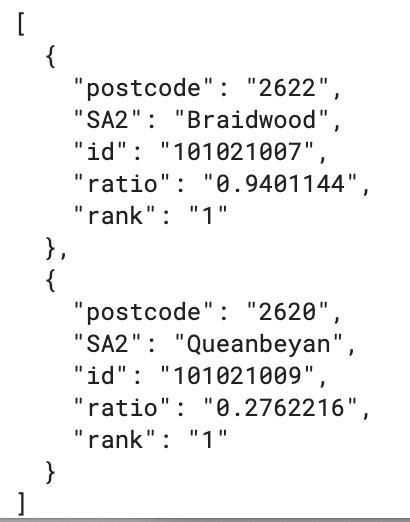 [
  {
    "postcode": "2622",
    "SA2": "Braidwood",
    "id": "101021007",
    "ratio": "0.9401144",
    "rank": "1"
  },
  {
    "postcode": "2620",
    "SA2": "Queanbeyan",
    "id": "101021009",
    "ratio": "0.2762216",
    "rank": "1"
  }
]